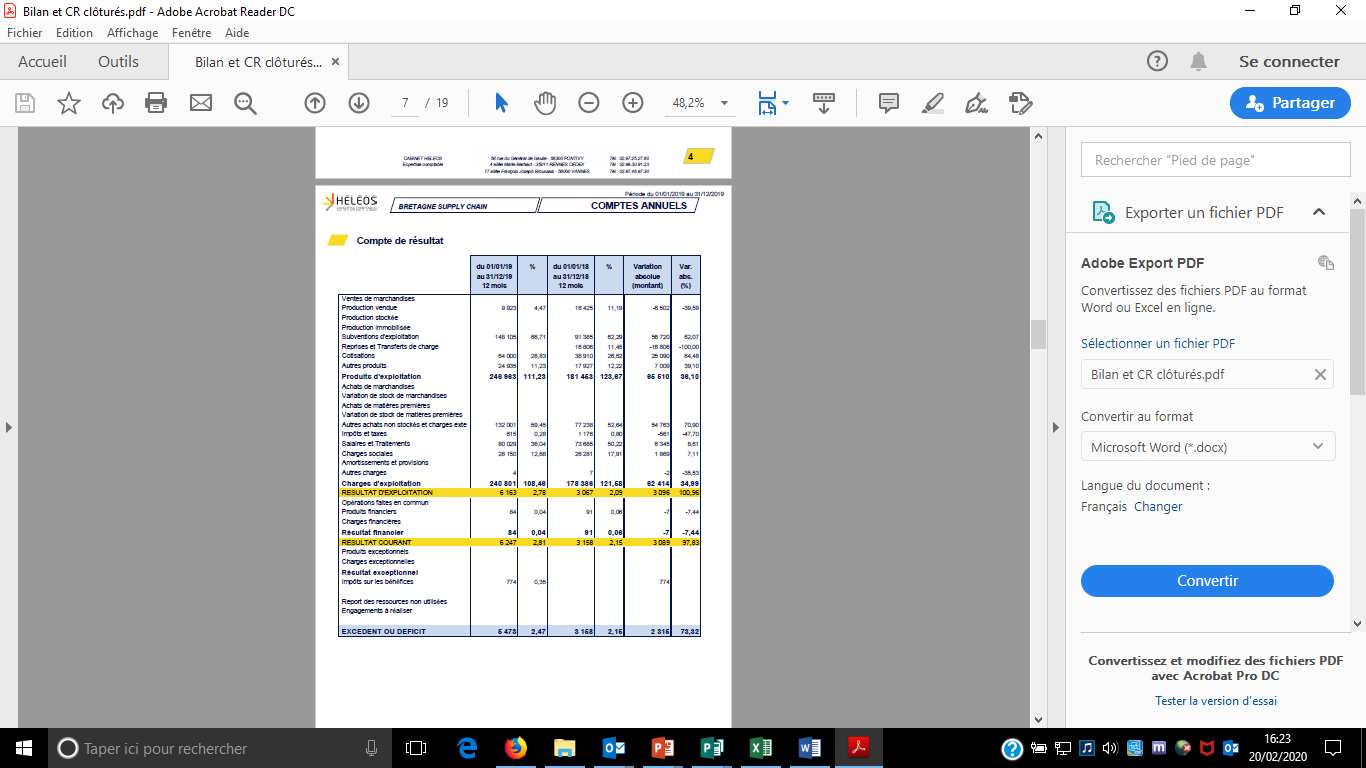 Bilan et CR clôturés.pdf - Adobe Acrobat Reader DC
Fichier Edition Affichage Fenêtre Aide
Accueil Outils Bilan et CR clôturés... × Se connecter
7 / 19 48,2% Partager
CABINET HELEOS
Expertise comptable
4
HÉLÉOS
Période du 01/01/2019 au 31/12/2019
BRETAGNE SUPPLY CHAIN COMPTES ANNUELS
Compte de résultat
du 01/01/19 au 31/12/19 12 mois % du 01/01/18 au 31/12/18 12 mois % Variation absolue (montant) Var. abs. (%)
Ventes de marchandises
Production vendue 9 923 4,47 16 425 11,19 -6 502 -39,59
Production stockée
Production immobilisée
Subventions d'exploitation 148 105 66,71 91 385 62,29 56 720 62,07
Reprises et Transferts de charge 16 806 11,45 -16 806 -100,00
Cotisations 64 000 28,83 38 910 26,52 25 090 64,48
Autres produits 24 935 11,23 17 927 12,22 7 009 39,10
Produits d'exploitation 246 963 111,23 181 453 123,67 65 510 36,10
Achats de marchandises
Variation de stock de marchandises
Achats de matières premières
Variation de stock de matières premières
Autres achats non stockés et charges exte 132 001 59,45 77 238 52,64 54 763 70,90
Impôts et taxes 615 0,28 1 176 0,80 -561 -47,70
Salaires et Traitements 80 029 36,04 73 685 50,22 6 345 8,61
Charges sociales 28 150 12,68 26 281 17,91 1 869 7,11
Amortissements et provisions
Autres charges 4 7 -2 -35,53
Charges d'exploitation 240 801 108,46 178 386 121,58 62 414 34,99
RESULTAT D'EXPLOITATION 6 163 2,78 3 067 2,09 3 096 100,96
Opérations faites en commun
Produits financiers 84 0,04 91 0,06 -7 -7,44
Charges financières
Résultat financier 84 0,04 91 0,06 -7 -7,44
RESULTAT COURANT 6 247 2,81 3 158 2,15 3 089 97,83
Produits exceptionnels
Charges exceptionnelles
Résultat exceptionnel
Impôts sur les bénéfices 774 0,35 774
Report des ressources non utilisées
Engagements à réaliser
EXCEDENT OU DEFICIT 5 473 2,47 3 158 2,15 2 315 73,32
Rechercher "Pied de page"
Exporter un fichier PDF
Adobe Export PDF
Convertissez des fichiers PDF au format
Word ou Excel en ligne.
Sélectionner un fichier PDF
Bilan et CR clôturés.pdf
Convertir au format
Microsoft Word (*.docx)
Langue du document :
Français Changer
Convertir
Convertissez et modifiez des fichiers PDF
avec Acrobat Pro DC
Tester la version d'essai
Taper ici pour rechercher
16:23
20/02/2020